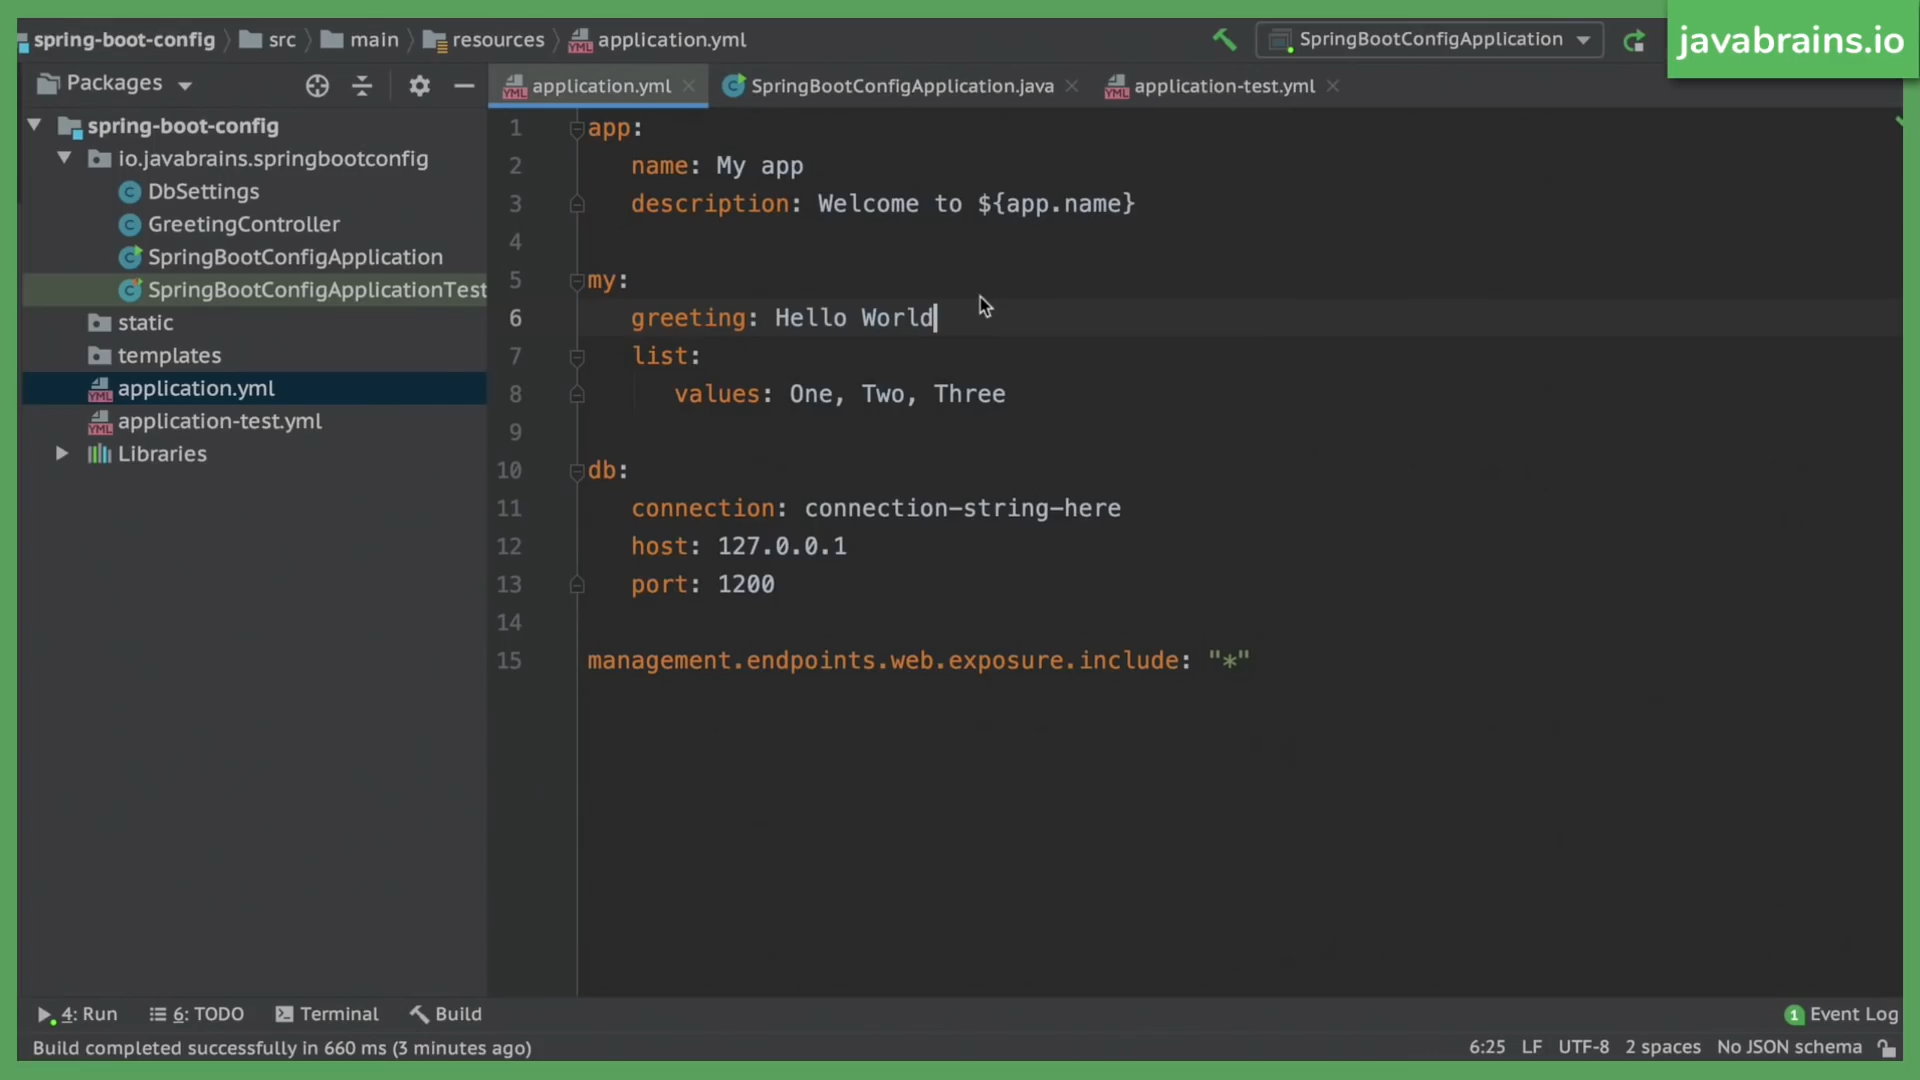 spring-boot-config src main resources application.yml
SpringBootConfigApplication
javabrains.io
Packages
application.yml
SpringBootConfigApplication.java
application-test.yml
spring-boot-config
io.javabrains.springbootconfig
DbSettings
GreetingController
SpringBootConfigApplication
SpringBootConfigApplicationTest
static
templates
application.yml
application-test.yml
Libraries
1 app:
2 name: My app
3 description: Welcome to ${app.name}
4
5 my:
6 greeting: Hello World
7 list:
8 values: One, Two, Three
9
10 db:
11 connection: connection-string-here
12 host: 127.0.0.1
13 port: 1200
14
15 management.endpoints.web.exposure.include: "*"
4: Run 6: TODO Terminal Build
1 Event Log
Build completed successfully in 660 ms (3 minutes ago)
6:25 LF UTF-8 2 spaces No JSON schema